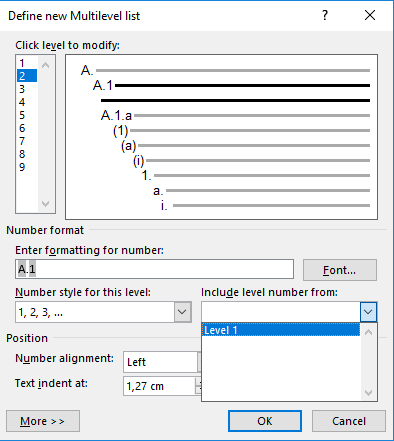 Define new Multilevel list ? ×
Click level to modify:
1
2
3
4
5
6
7
8
9
A.
A.1
A.1.a
(1)
(a)
(i)
1.
a.
i.
Number format
Enter formatting for number:
A.1
Font...
Number style for this level:
Include level number from:
1, 2, 3, ...
Level 1
Position
Number alignment: Left
Text indent at: 1,27 cm
More >>
OK
Cancel